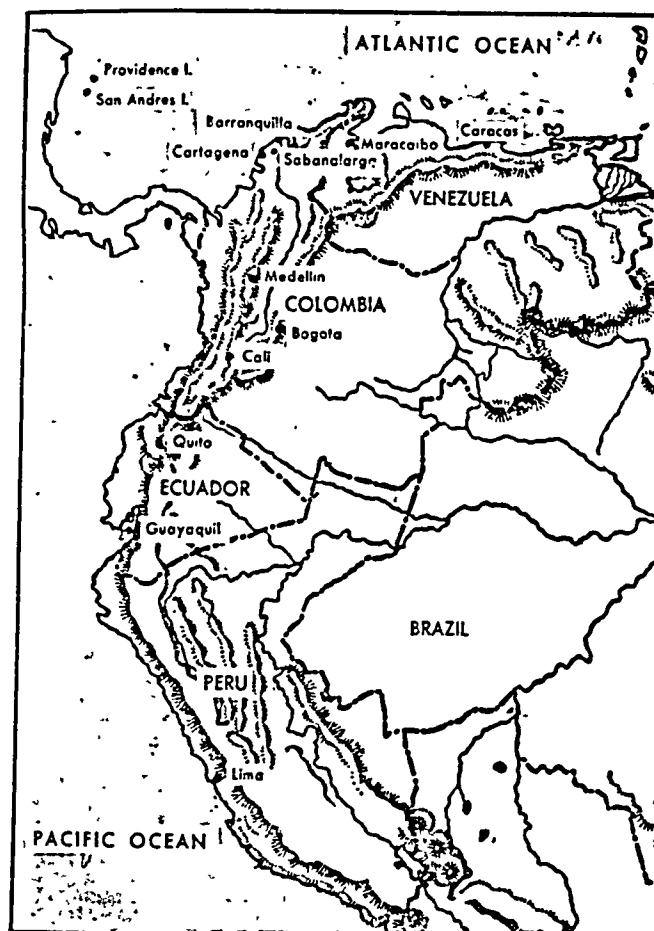 ATLANTIC OCEAN
Providence I.
San Andres I.
Barranquilla
Cartagena
Sabanalarga
Maracaibo
Caracas
VENEZUELA
Medellin
COLOMBIA
Bogota
Cali
Quito
ECUADOR
Guayaquil
BRAZIL
PERU
Lima
PACIFIC OCEAN